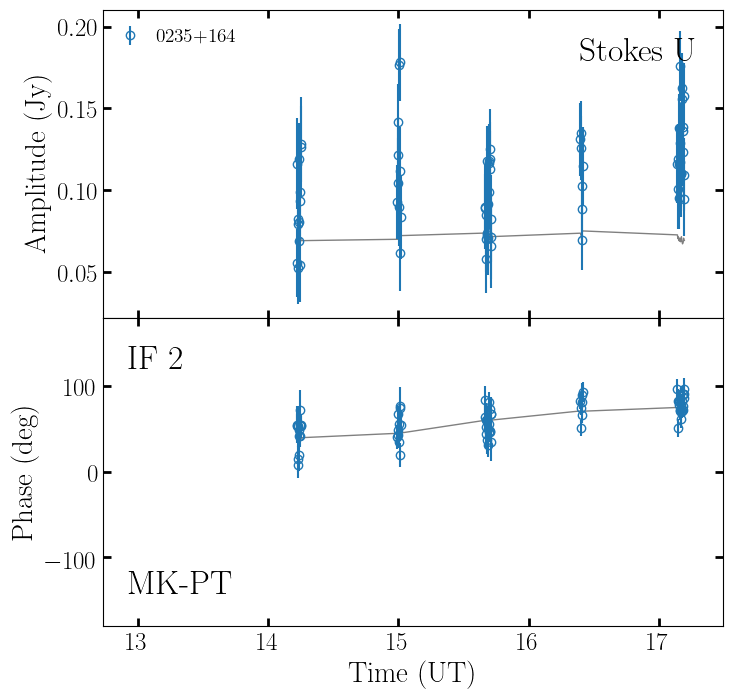 0235+164
Stokes U
0.20
0.15
0.10
0.05
Amplitude (Jy)
IF 2
100
0
−100
Phase (deg)
MK-PT
13 14 15 16 17
Time (UT)